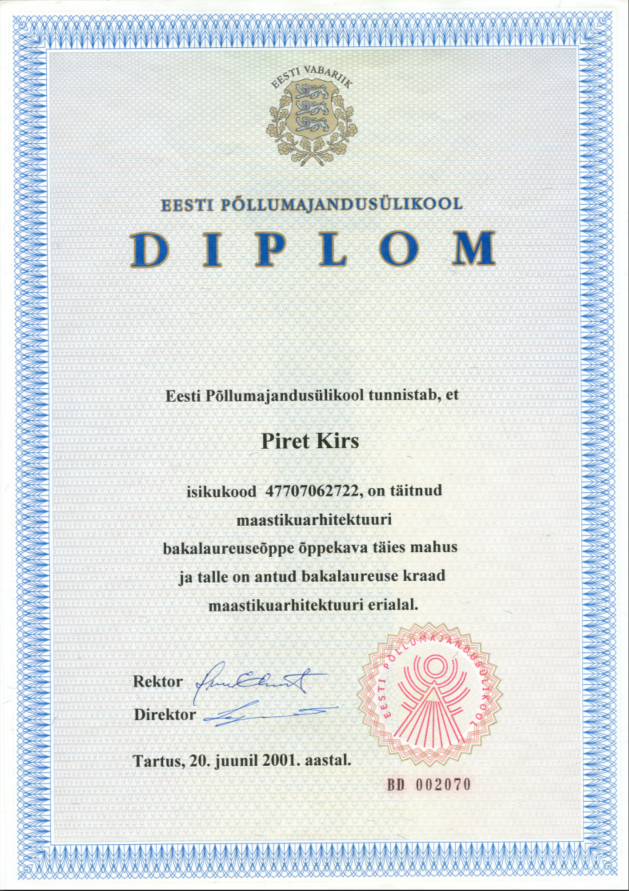 EESTI VABARIIK
EESTI PÕLLUMAJANDUSÜLIKOOL
DIPLOM
Eesti Põllumajandusülikool tunnistab, et
Piret Kirs
isikukood 47707062722, on täitnud
maastikuarhitektuuri
bakalaureuseõppe õppekava täies mahus
ja talle on antud bakalaureuse kraad
maastikuarhitektuuri erialal.
Rektor
Direktor
EESTI PÕLLUMAJANDUSÜLIKOOL
Tartus, 20. juunil 2001. aastal.
BD 002070